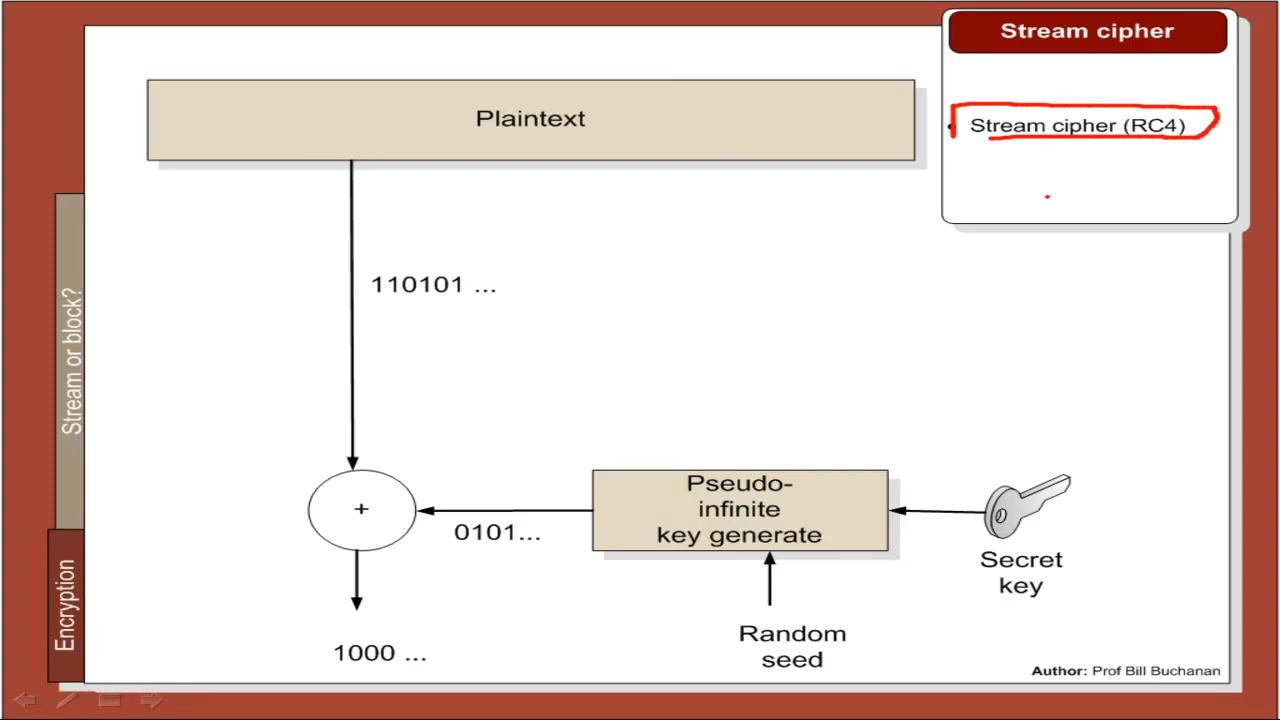 Stream cipher
Plaintext
• Stream cipher (RC4)
110101 ...
Stream or block?
+
Pseudo-
infinite
key generate
0101...
Secret
key
Encryption
Random
seed
1000 ...
Author: Prof Bill Buchanan